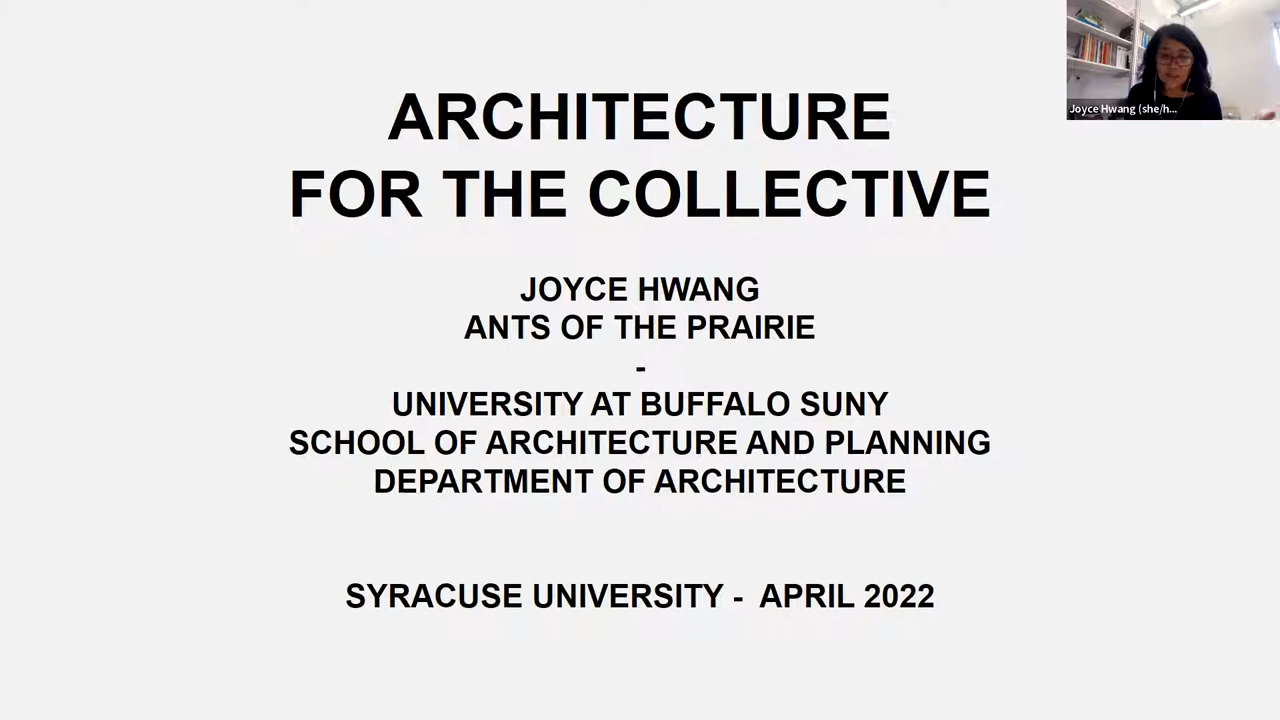 ARCHITECTURE
FOR THE COLLECTIVE
JOYCE HWANG
ANTS OF THE PRAIRIE
-
UNIVERSITY AT BUFFALO SUNY
SCHOOL OF ARCHITECTURE AND PLANNING
DEPARTMENT OF ARCHITECTURE
SYRACUSE UNIVERSITY - APRIL 2022
Joyce Hwang (she/h...